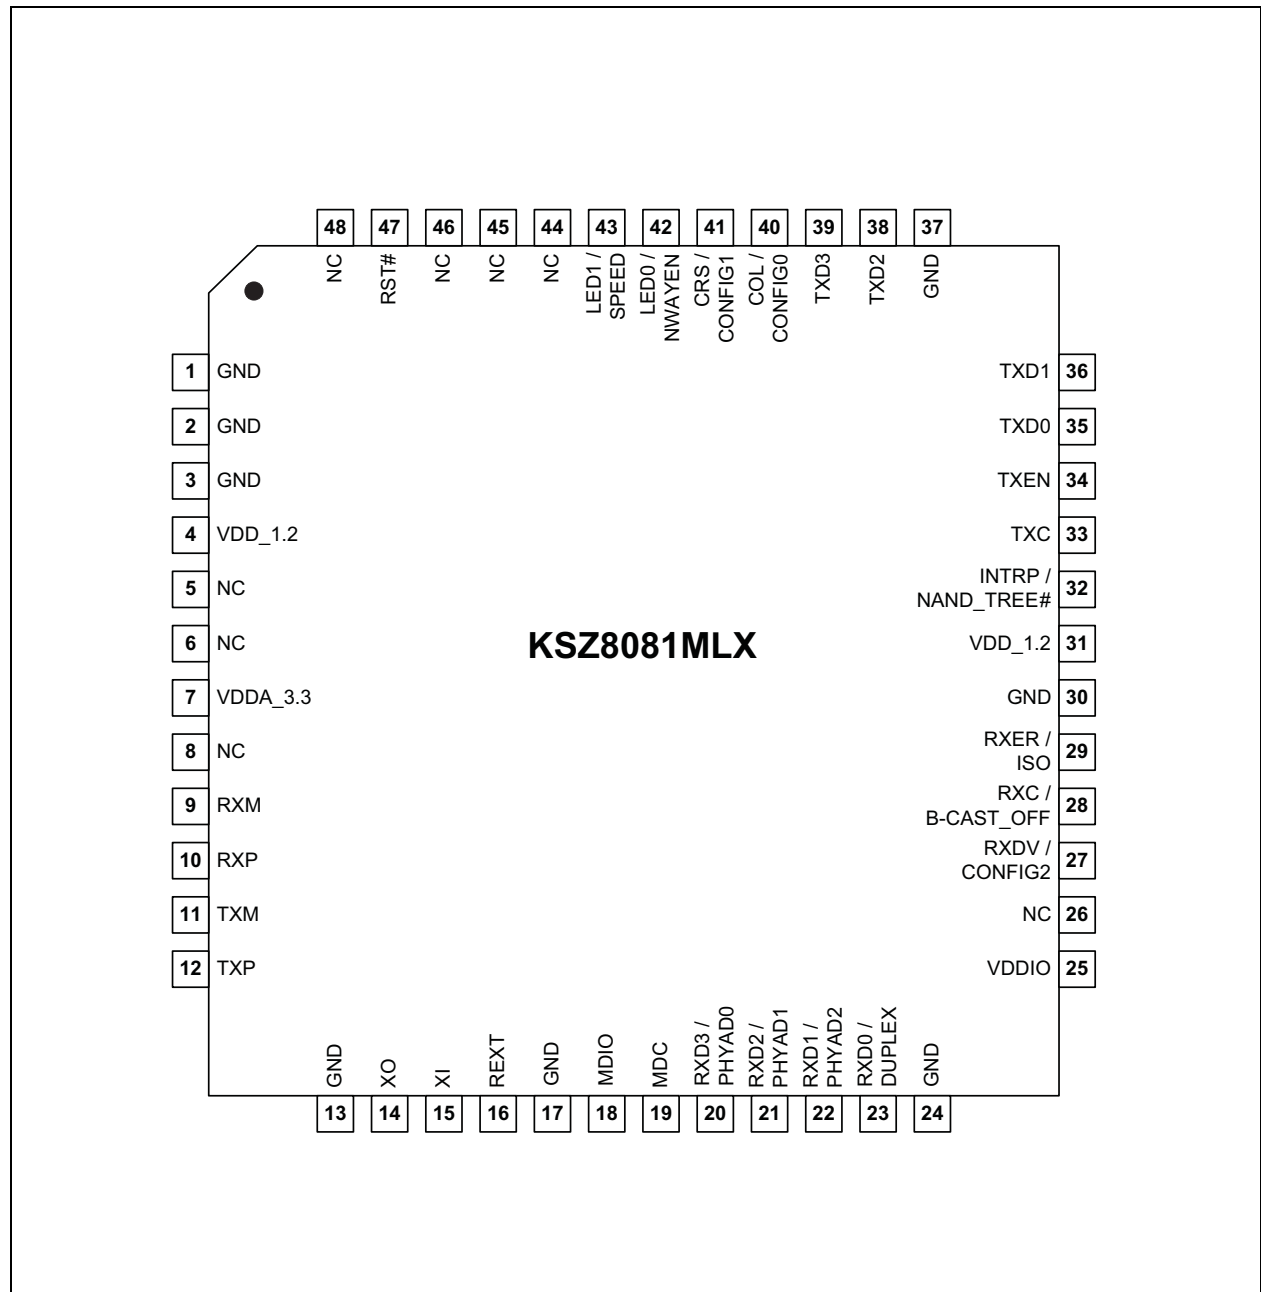 48
47
46
45
44
43
42
41
40
39
38
37
NC
RST#
NC
NC
NC
LED1 /
SPEED
LED0 /
NWAYEN
CRS /
CONFIG1
COL /
CONFIG0
TXD3
TXD2
GND
1 GND
2 GND
3 GND
4 VDD_1.2
5 NC
6 NC
7 VDDA_3.3
8 NC
9 RXM
10 RXP
11 TXM
12 TXP
KSZ8081MLX
TXD1 36
TXD0 35
TXEN 34
TXC 33
INTRP /
NAND_TREE# 32
VDD_1.2 31
GND 30
RXER /
ISO 29
RXC /
B-CAST_OFF 28
RXDV /
CONFIG2 27
NC 26
VDDIO 25
GND
XO
XI
REXT
GND
MDIO
MDC
RXD3 /
PHYAD0
RXD2 /
PHYAD1
RXD1 /
PHYAD2
RXD0 /
DUPLEX
GND
13
14
15
16
17
18
19
20
21
22
23
24